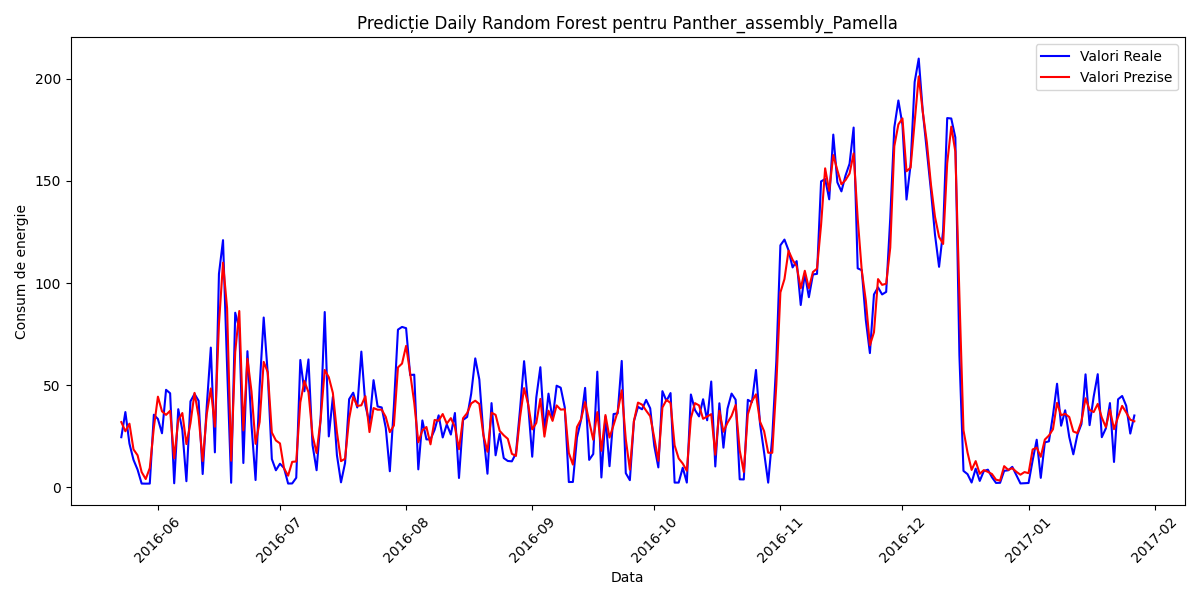 Predicție Daily Random Forest pentru Panther_assembly_Pamella
Valori Reale
Valori Prezise
Consum de energie
200
150
100
50
0
2016-06
2016-07
2016-08
2016-09
2016-10
2016-11
2016-12
2017-01
2017-02
Data